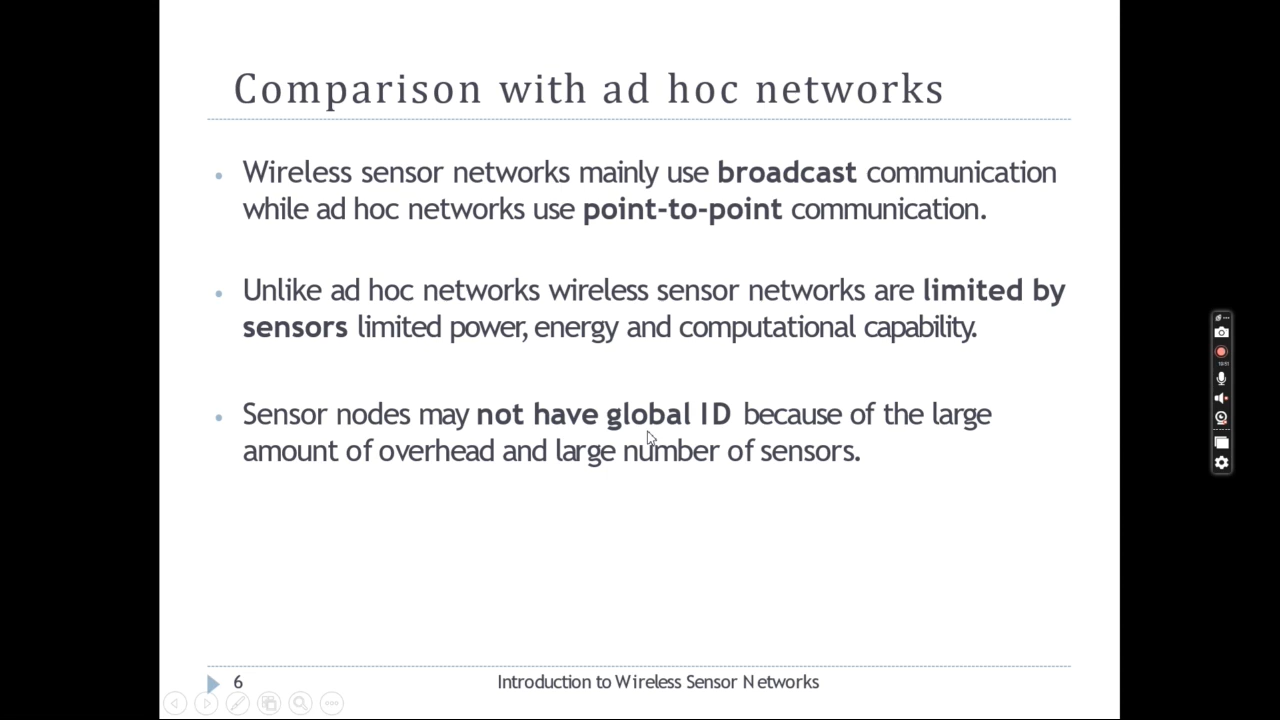 Comparison with ad hoc networks
Wireless sensor networks mainly use broadcast communication
while ad hoc networks use point-to-point communication.
Unlike ad hoc networks wireless sensor networks are limited by
sensors limited power, energy and computational capability.
Sensor nodes may not have global ID because of the large
amount of overhead and large number of sensors.
6 Introduction to Wireless Sensor Networks